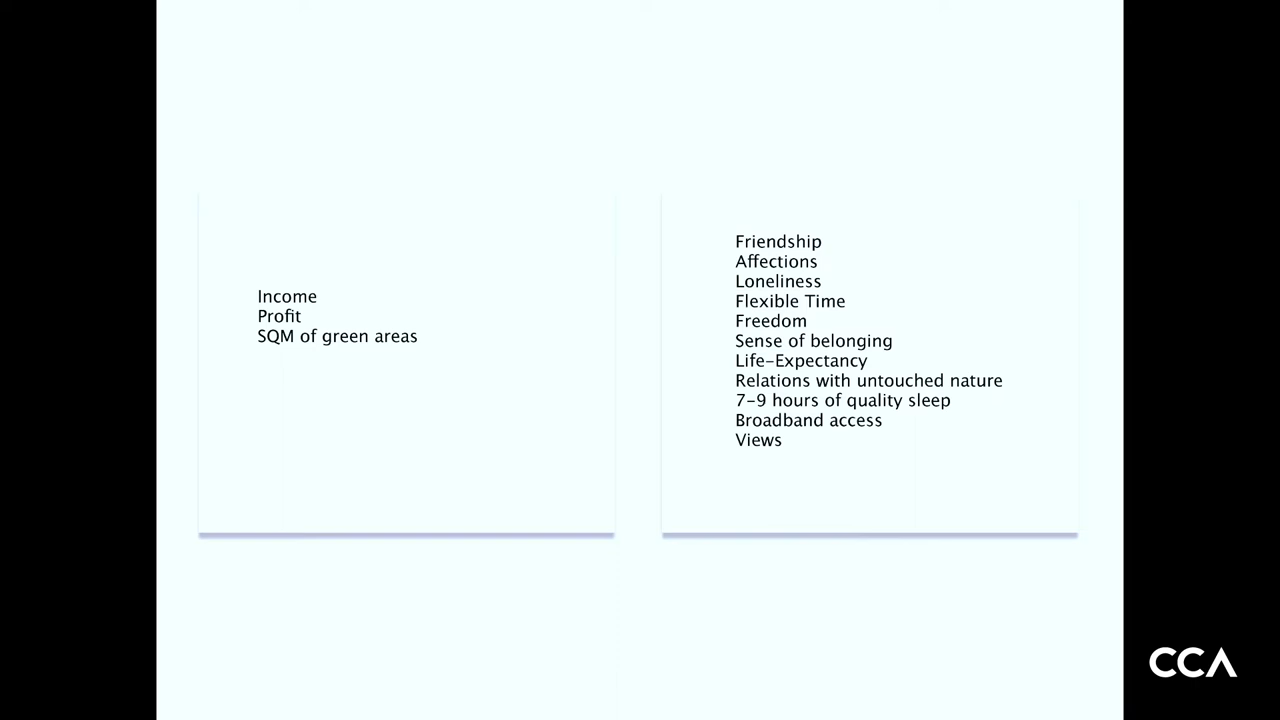 Income
Profit
SQM of green areas
Friendship
Affections
Loneliness
Flexible Time
Freedom
Sense of belonging
Life-Expectancy
Relations with untouched nature
7-9 hours of quality sleep
Broadband access
Views
CCA